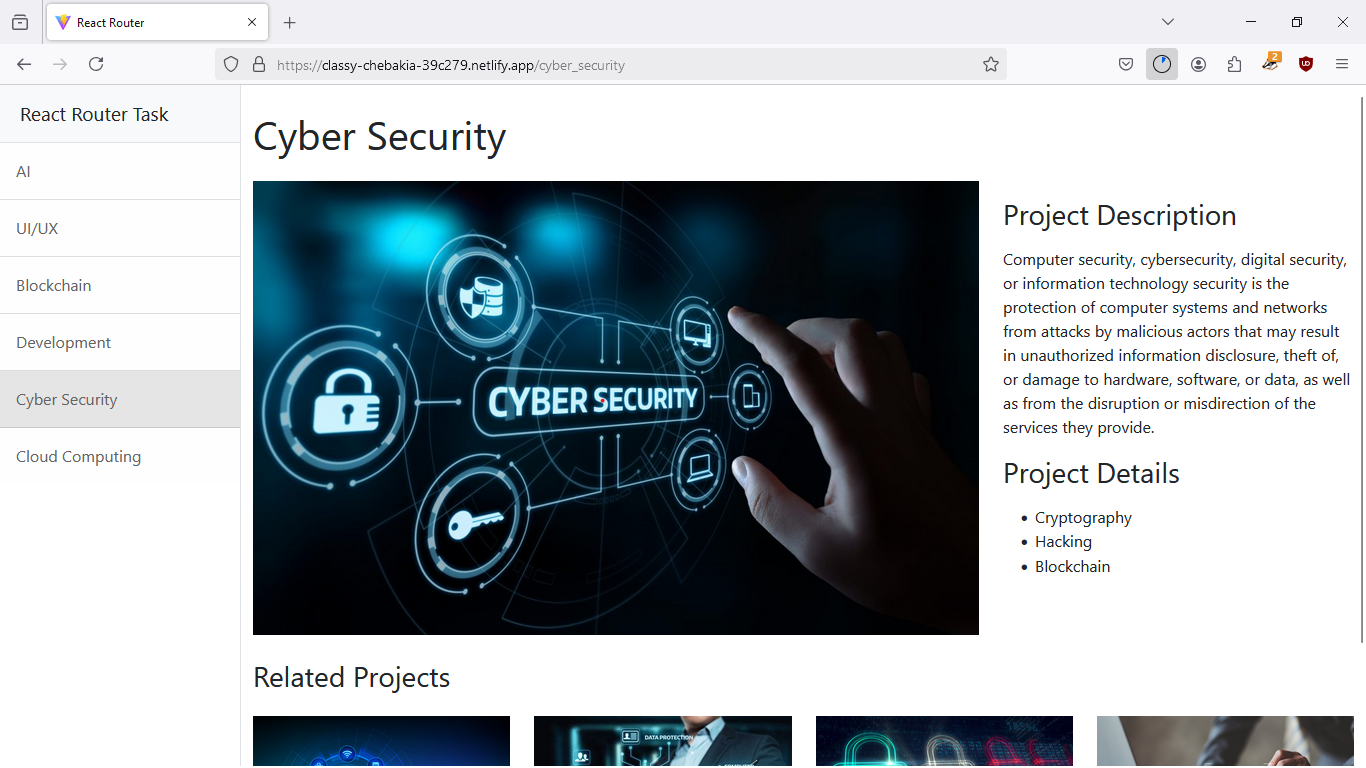 React Router
https://classy-chebakia-39c279.netlify.app/cyber_security
2
React Router Task
AI
UI/UX
Blockchain
Development
Cyber Security
Cloud Computing
Cyber Security
CYBER SECURITY
Project Description
Computer security, cybersecurity, digital security,
or information technology security is the
protection of computer systems and networks
from attacks by malicious actors that may result
in unauthorized information disclosure, theft of,
or damage to hardware, software, or data, as well
as from the disruption or misdirection of the
services they provide.
Project Details
• Cryptography
• Hacking
• Blockchain
Related Projects
DATA PROTECTION